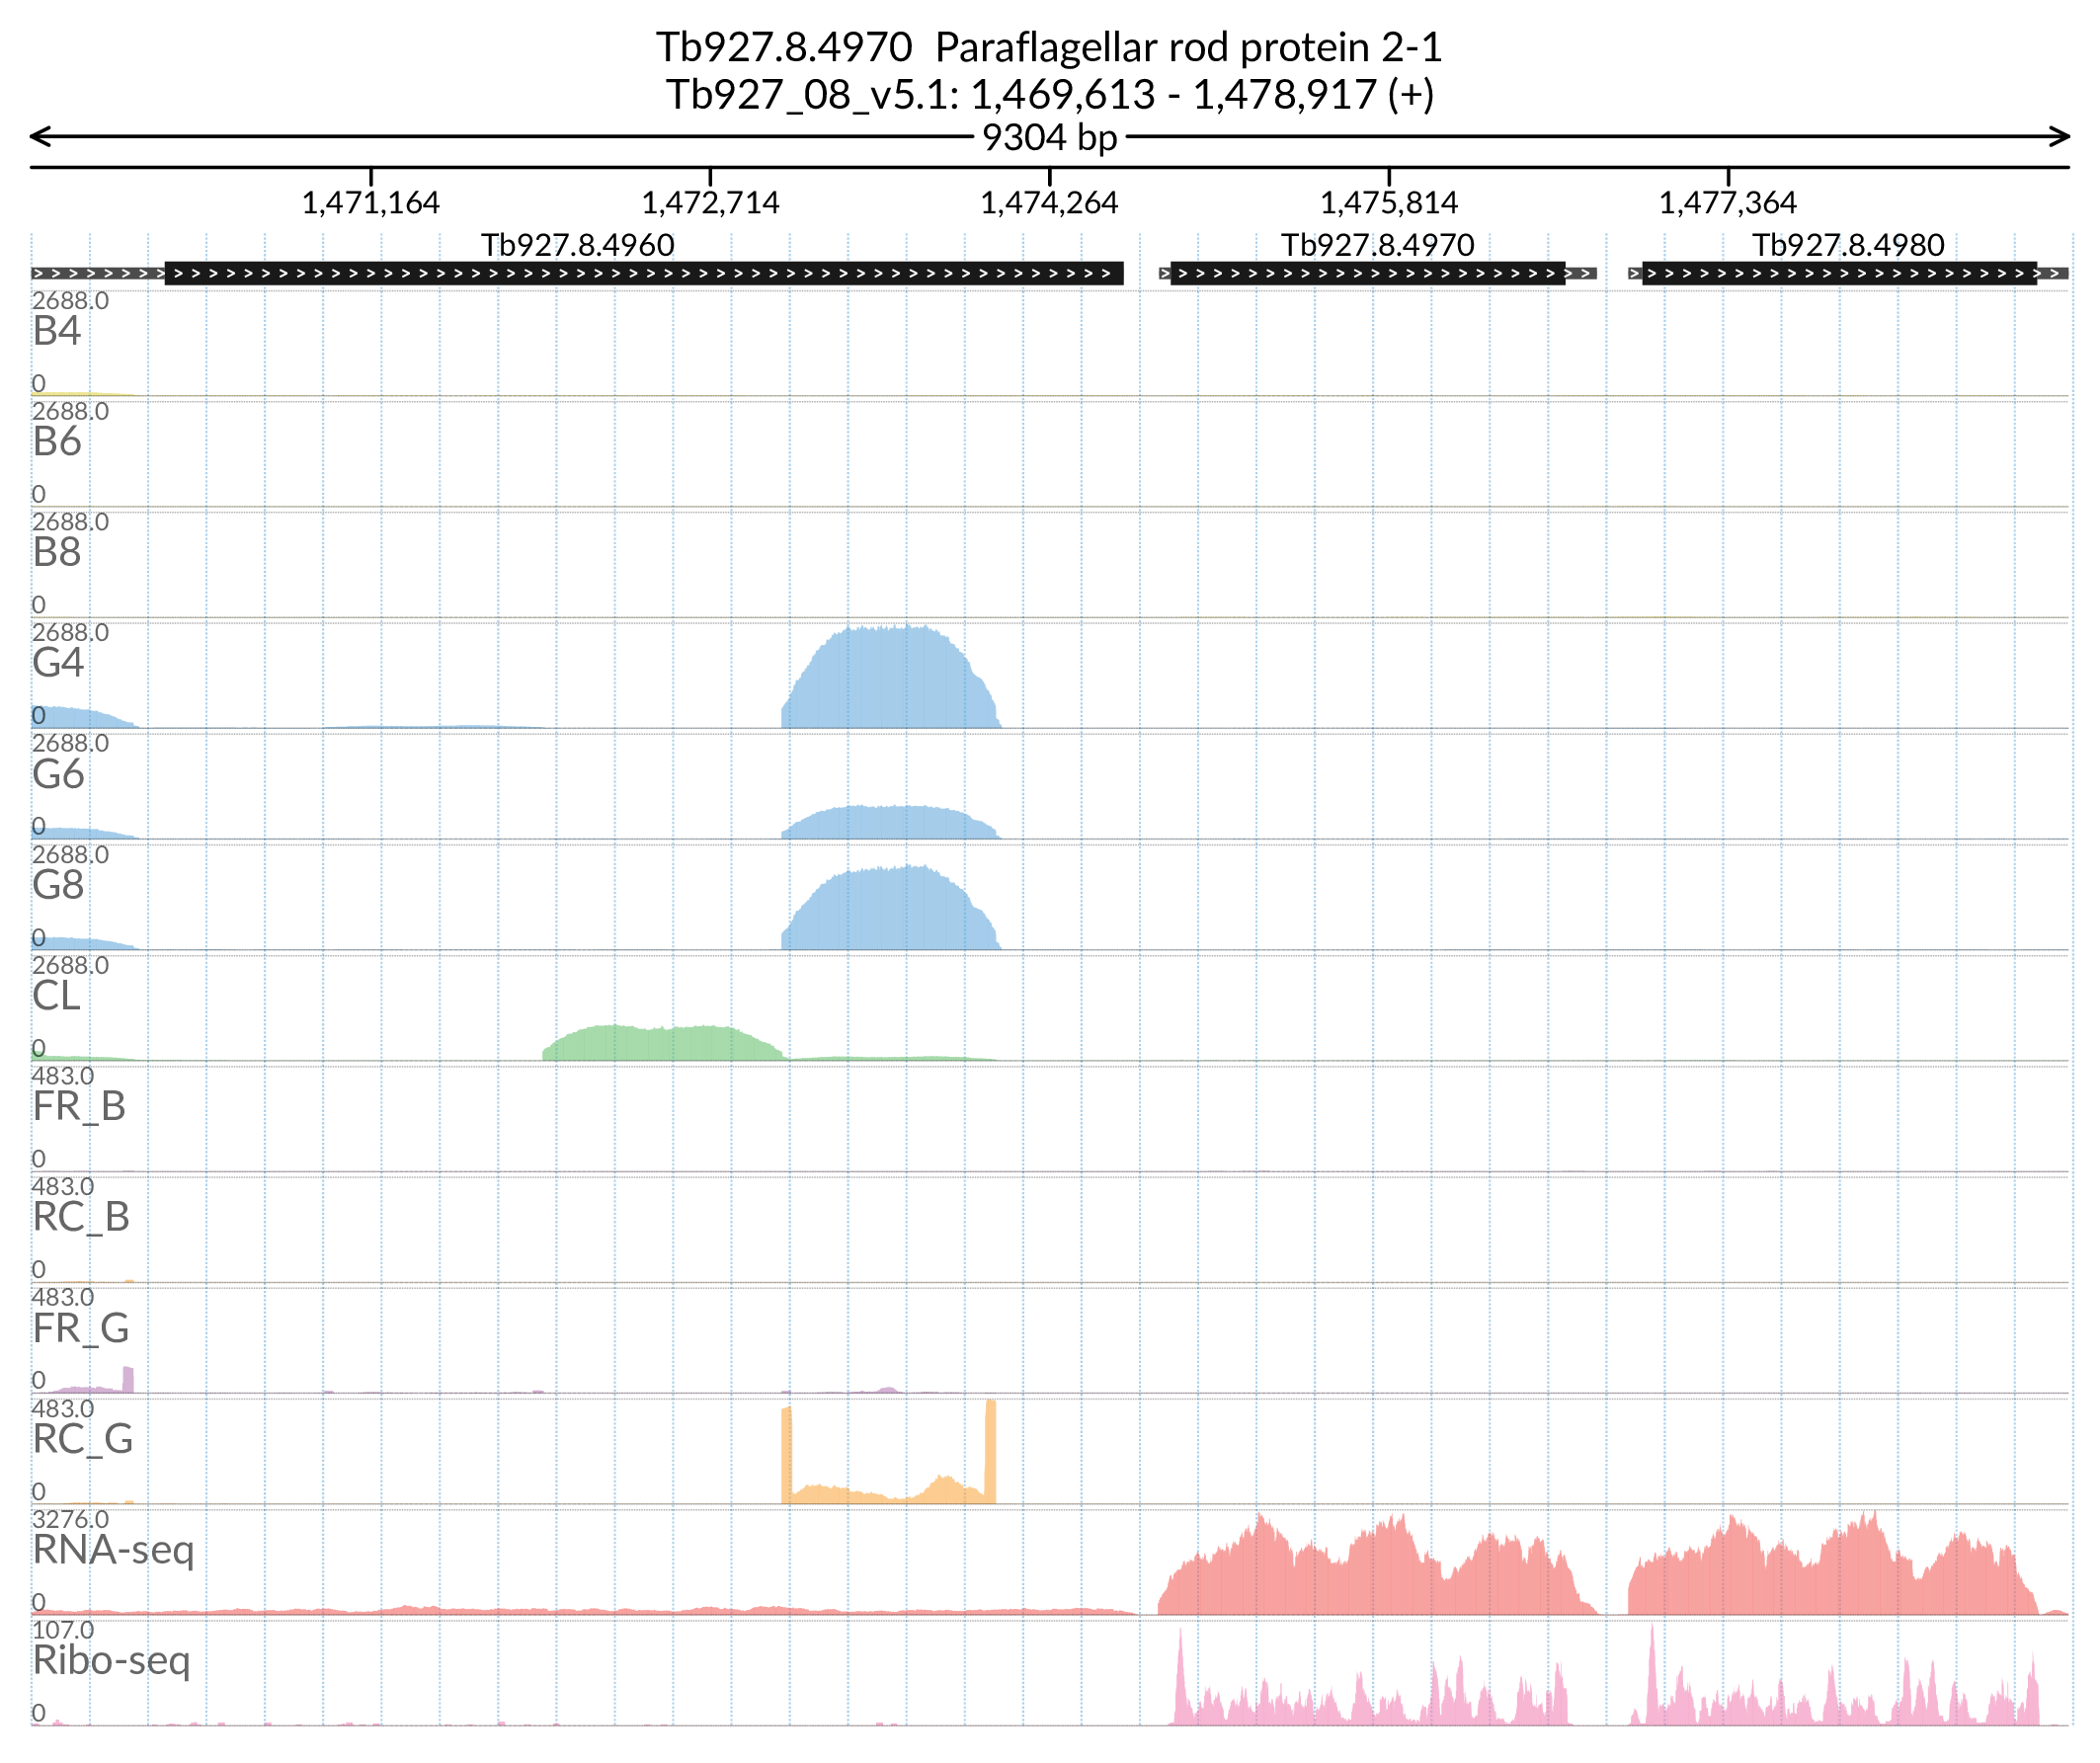 Tb927.8.4970  Paraflagellar rod protein 2-1
Tb927_08_v5.1: 1,469,613 - 1,478,917 (+)
9304 bp
1,471,164 1,472,714 1,474,264 1,475,814 1,477,364
Tb927.8.4960 Tb927.8.4970 Tb927.8.4980
2688.0
B4
0
2688.0
B6
0
2688.0
B8
0
2688.0
G4
0
2688.0
G6
0
2688.0
G8
0
2688.0
CL
0
483.0
FR_B
0
483.0
RC_B
0
483.0
FR_G
0
483.0
RC_G
0
3276.0
RNA-seq
0
107.0
Ribo-seq
0